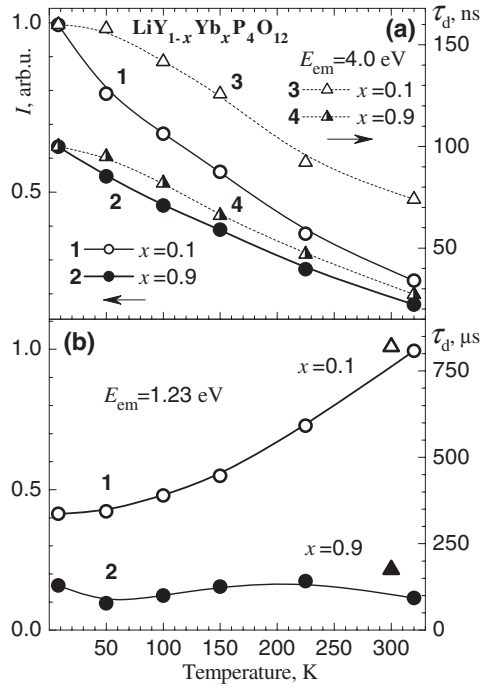 LiY1-xYbxP4O12
(a)
τd, ns
I, arb.u.
1.0
0.5
150
100
50
Eem=4.0 eV
3 x=0.1
4 x=0.9
1
3
2
4
1 x=0.1
2 x=0.9
(b)
τd, μs
1.0
0.5
0.0
750
500
250
0
Eem=1.23 eV
x=0.1
1
x=0.9
2
50 100 150 200 250 300
Temperature, K